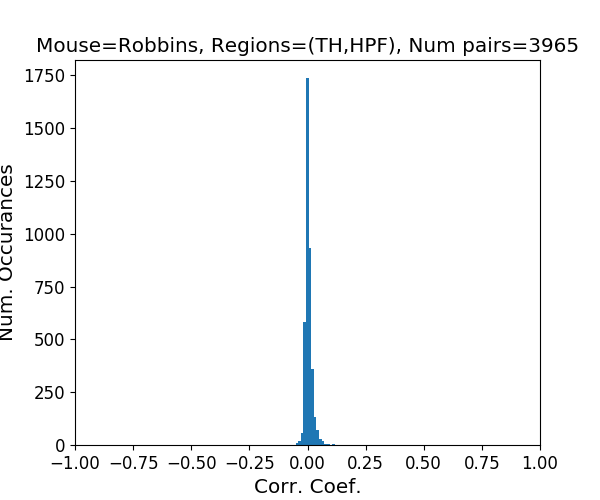 Mouse=Robbins, Regions=(TH,HPF), Num pairs=3965
1750
1500
1250
1000
750
500
250
0
Num. Occurances
−1.00 −0.75 −0.50 −0.25 0.00 0.25 0.50 0.75 1.00
Corr. Coef.